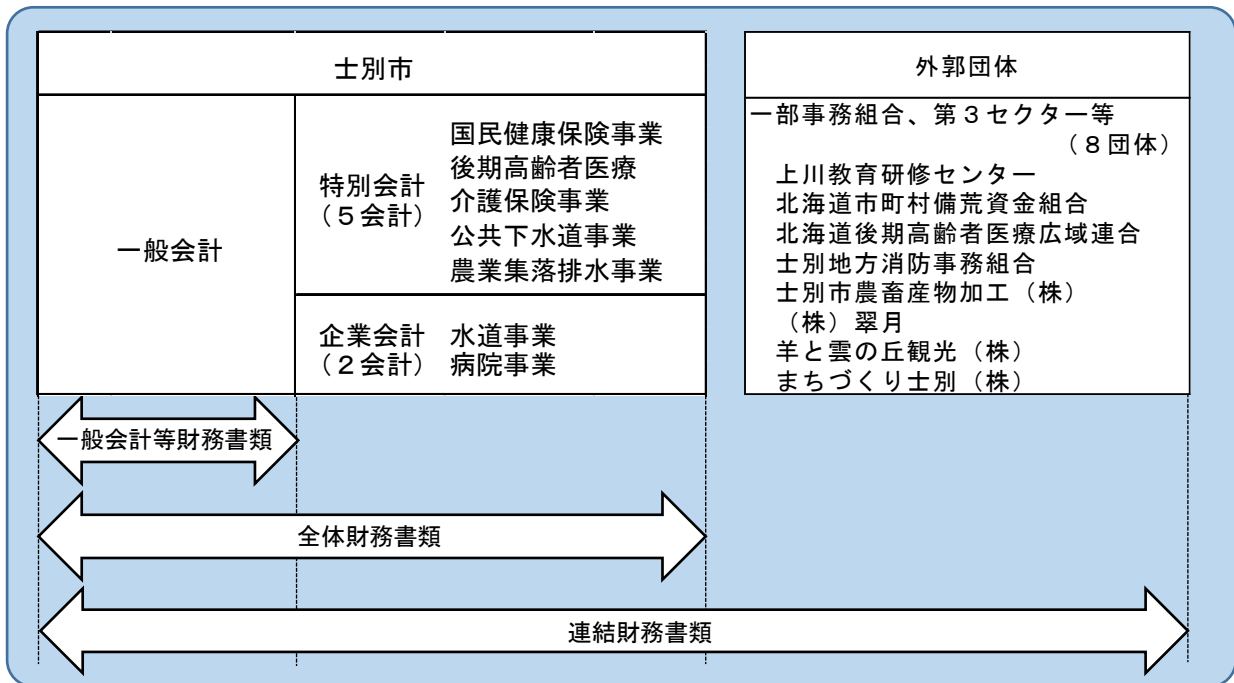 士別市
一般会計
特別会計
（５会計）
国民健康保険事業
後期高齢者医療
介護保険事業
公共下水道事業
農業集落排水事業
企業会計
（２会計）
水道事業
病院事業
外郭団体
一部事務組合、第３セクター等
（８団体）
上川教育研修センター
北海道市町村備荒資金組合
北海道後期高齢者医療広域連合
士別地方消防事務組合
士別市農畜産物加工（株）
（株）翠月
羊と雲の丘観光（株）
まちづくり士別（株）
一般会計等財務書類
全体財務書類
連結財務書類